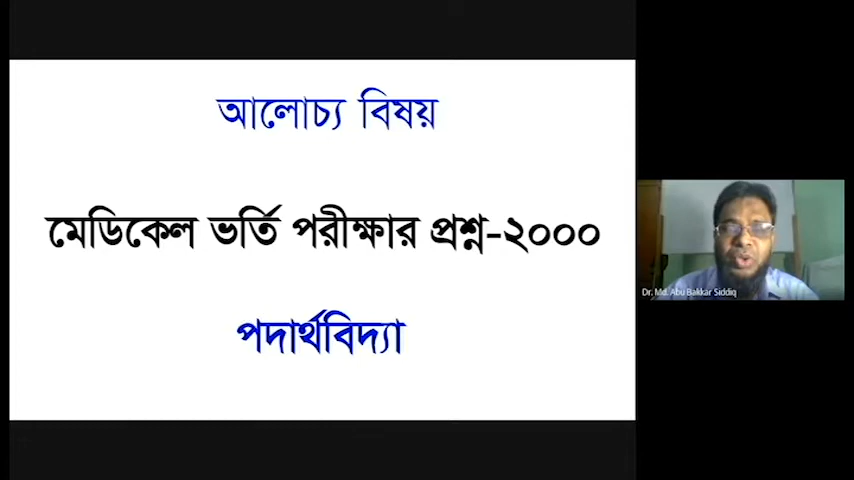 আলোচ্য বিষয়
মেডিকেল ভর্তি পরীক্ষার প্রশ্ন-২০০০
পদার্থবিদ্যা
Dr. Md. Abu Bakkar Siddiq